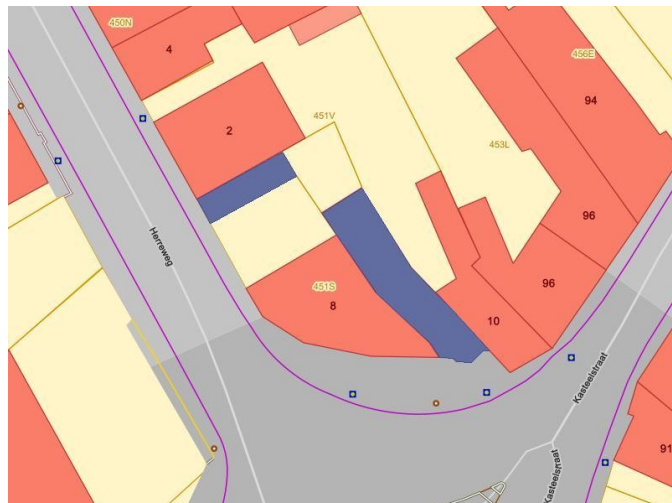 450N
4
456E
94
451V
2
453L
96
Herreweg
451S
96
8
10
Kasteelstraat
91
Kasteelstraat